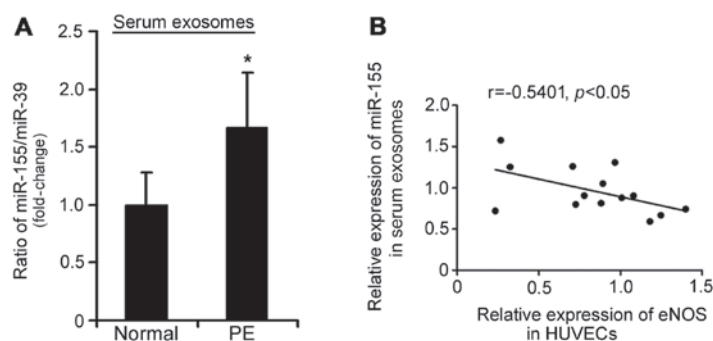 A
Serum exosomes
Ratio of miR-155/miR-39
(fold-change)
2.5
2.0
1.5
1.0
0.5
0
*
Normal
PE
B
r=-0.5401, p<0.05
Relative expression of miR-155
in serum exosomes
2.0
1.5
1.0
0.5
0
0
0.5
1.0
1.5
Relative expression of eNOS
in HUVECs